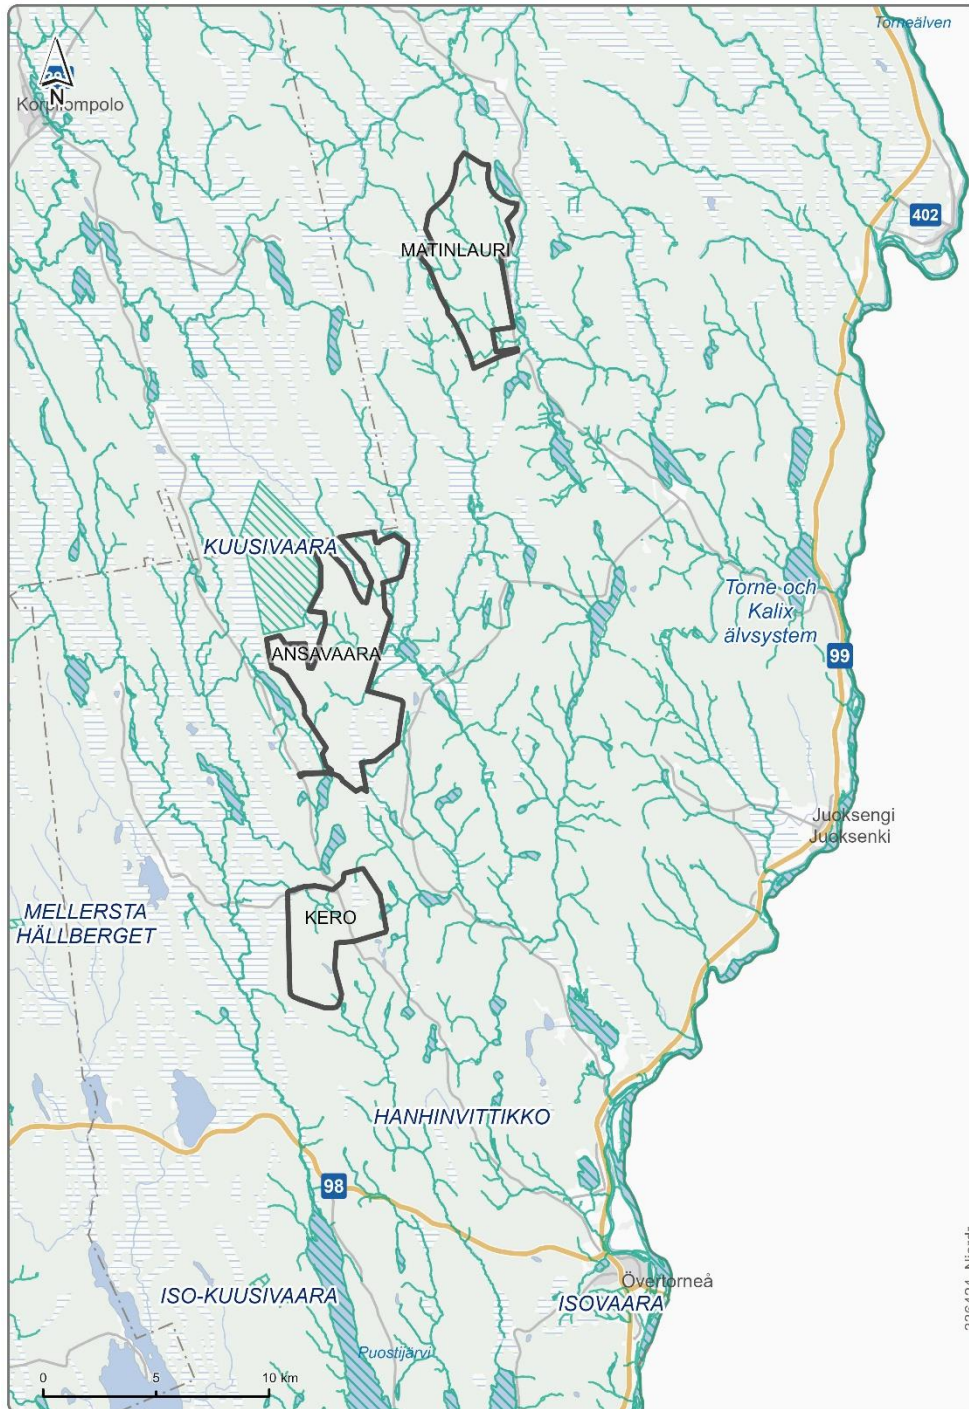 Torneälven
Korpilompolo
N
402
MATINLAURI
KUUSIVAARA
Torne och
Kalix
älvsystem
ANSAVAARA
99
Juoksengi
Juoksenki
MELLERSTA
HÄLLBERGET
KERO
HANHINVITTIKKO
98
Övertorneå
ISO-KUUSIVAARA
ISOVAARA
Puostijärvi
0 5 10 km